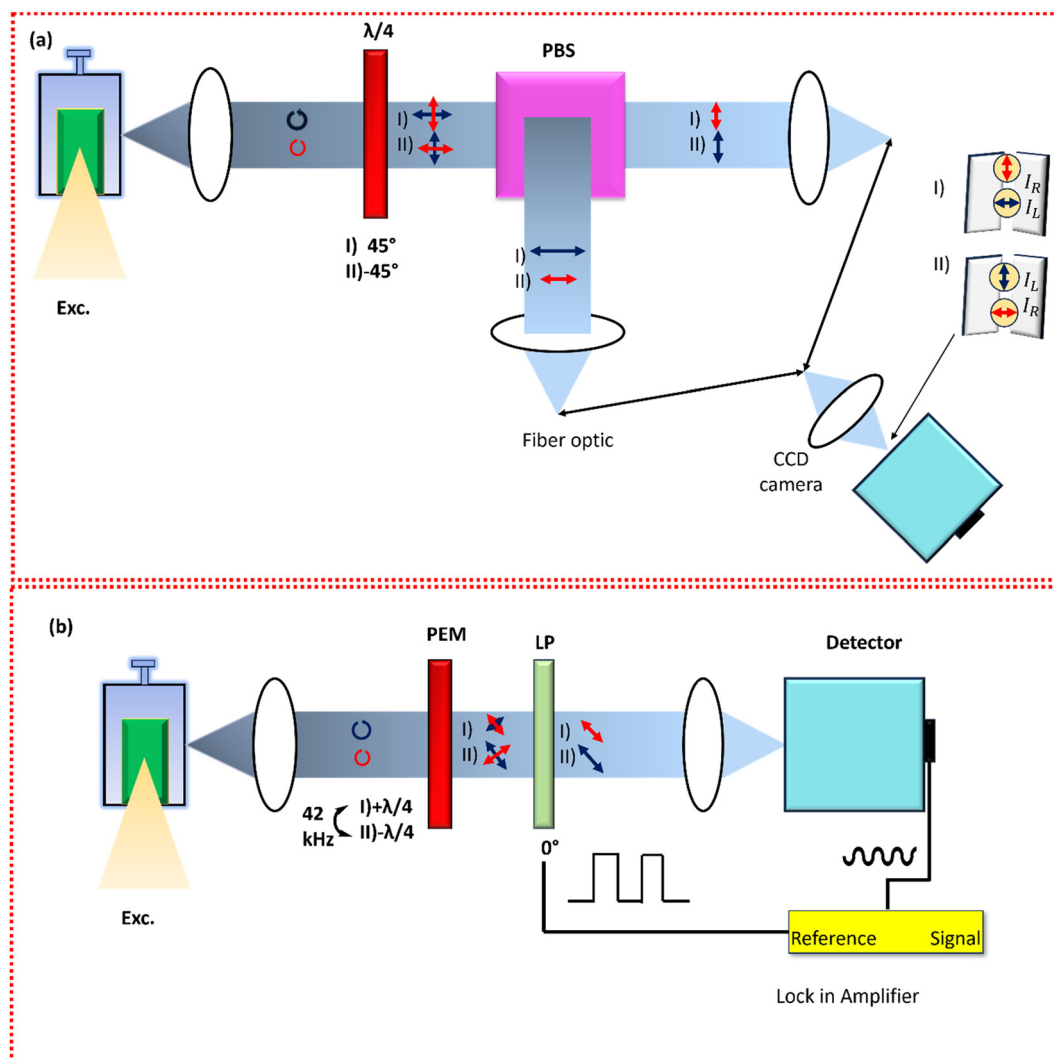 (a)
λ/4
PBS
I)
II)
I)
II)
I) 45°
II)-45°
Exc.
I)
II)
Fiber optic
CCD
camera
I)
I_R
I_L
II)
I_L
I_R
(b)
PEM
LP
Detector
I)
II)
I)
II)
42
kHz
I)+λ/4
II)-λ/4
0°
Exc.
Reference
Signal
Lock in Amplifier